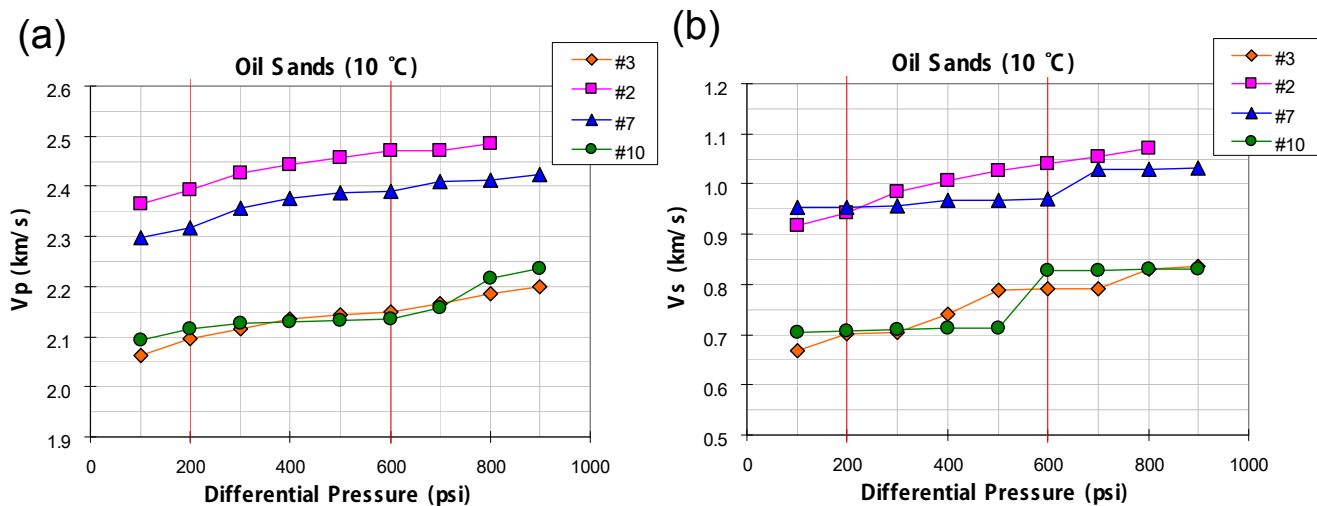 (a)
Oil Sands (10 ℃)
#3
#2
#7
#10
2.6
2.5
2.4
2.3
2.2
2.1
2.0
1.9
Vp (km/s)
0 200 400 600 800 1000
Differential Pressure (psi)
(b)
Oil Sands (10 ℃)
#3
#2
#7
#10
1.2
1.1
1.0
0.9
0.8
0.7
0.6
0.5
Vs (km/s)
0 200 400 600 800 1000
Differential Pressure (psi)